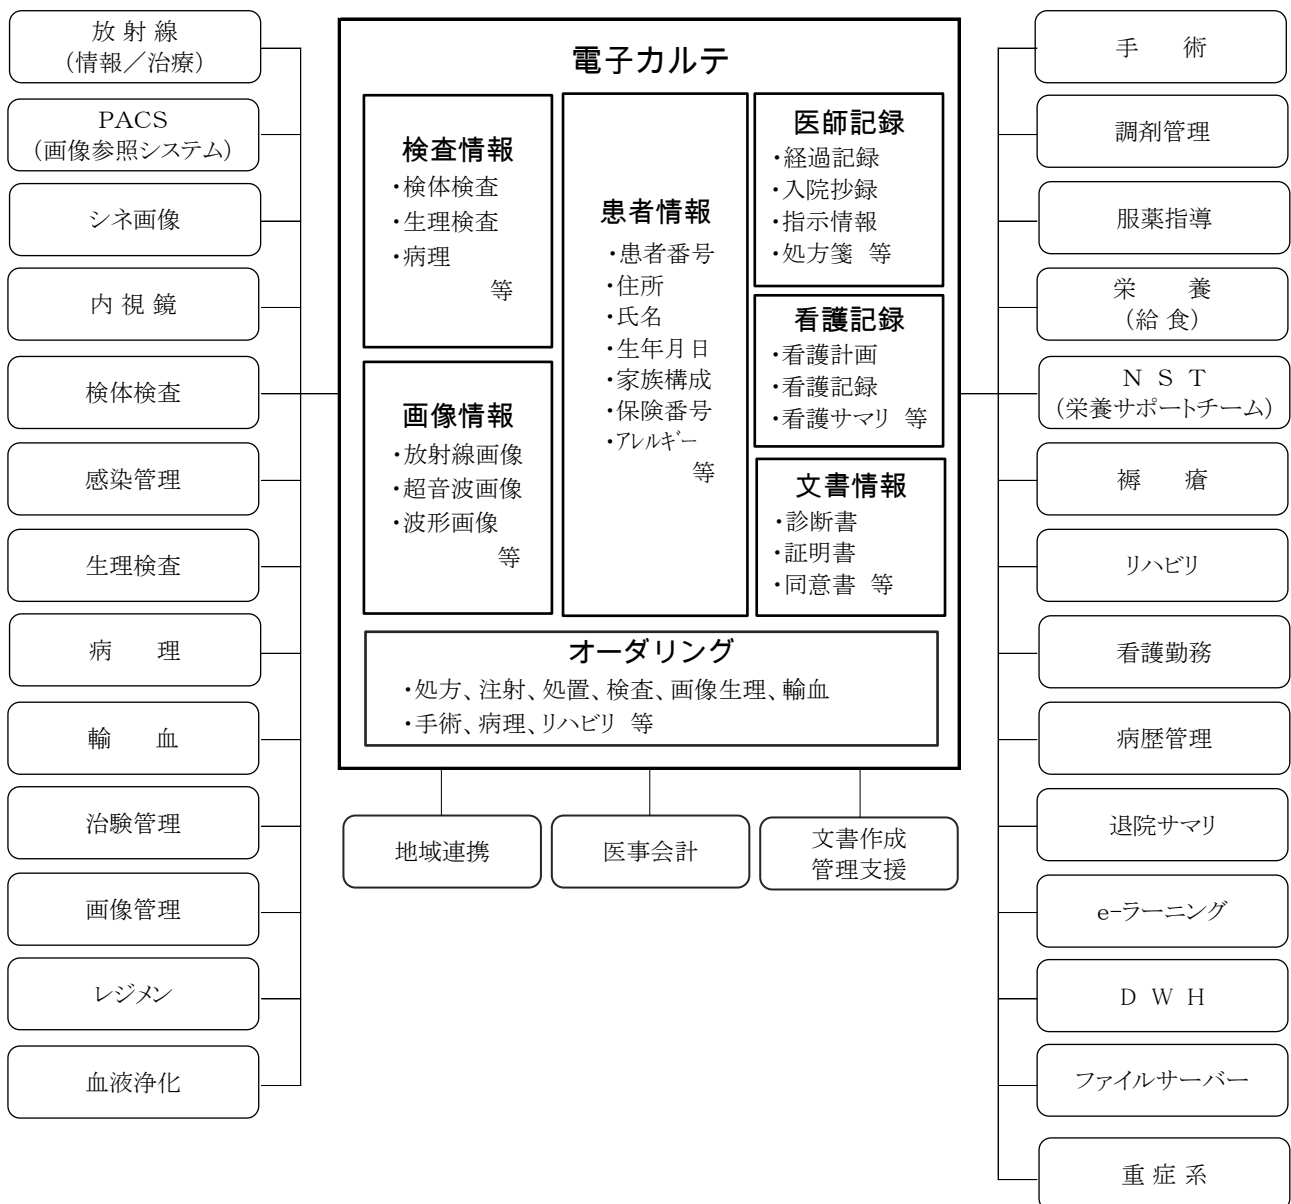 放 射 線
(情報／治療)
PACS
(画像参照システム)
シネ画像
内 視 鏡
検体検査
感染管理
生理検査
病　理
輸　血
治験管理
画像管理
レジメン
血液浄化
電子カルテ
検査情報
・検体検査
・生理検査
・病理
等
画像情報
・放射線画像
・超音波画像
・波形画像
等
患者情報
・患者番号
・住所
・氏名
・生年月日
・家族構成
・保険番号
・アレルギー
等
医師記録
・経過記録
・入院抄録
・指示情報
・処方箋 等
看護記録
・看護計画
・看護記録
・看護サマリ 等
文書情報
・診断書
・証明書
・同意書 等
オーダリング
・処方、注射、処置、検査、画像生理、輸血
・手術、病理、リハビリ 等
地域連携
医事会計
文書作成
管理支援
手　術
調剤管理
服薬指導
栄　養
(給 食)
N S T
(栄養サポートチーム)
褥　瘡
リハビリ
看護勤務
病歴管理
退院サマリ
e-ラーニング
D W H
ファイルサーバー
重 症 系